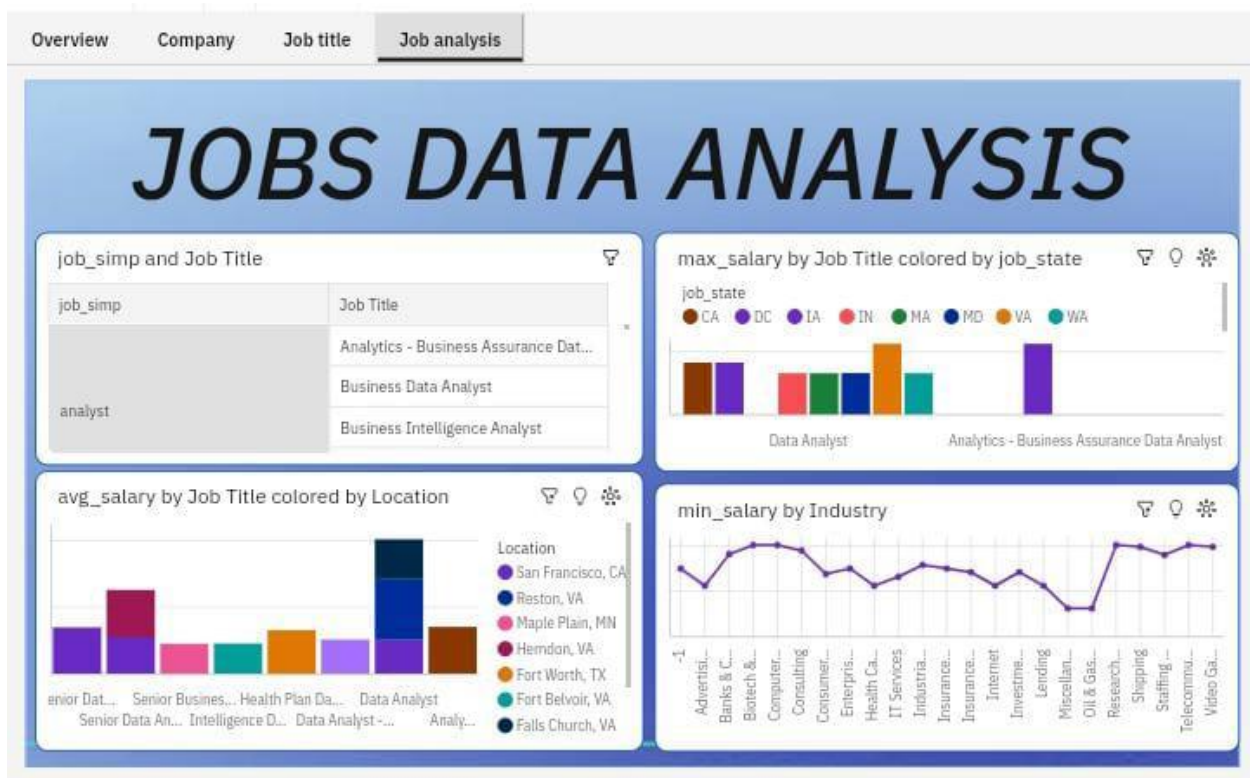 Overview Company Job title Job analysis
JOBS DATA ANALYSIS
job_simp and Job Title
job_simp Job Title
Analytics - Business Assurance Dat...
Business Data Analyst
analyst
Business Intelligence Analyst
max_salary by Job Title colored by job_state
job_state
CA DC IA IN MA MD VA WA
Data Analyst Analytics - Business Assurance Data Analyst
avg_salary by Job Title colored by Location
Location
San Francisco, CA
Reston, VA
Maple Plain, MN
Herndon, VA
Fort Worth, TX
Fort Belvoir, VA
Falls Church, VA
enior Dat... Senior Busines... Health Plan Da... Data Analyst
Senior Data An... Intelligence D... Data Analyst -... Analy...
min_salary by Industry
-1
Advertisi...
Banks & C...
Biotech &...
Computer...
Consulting
Consumer...
Enterpris...
Health Ca...
IT Services
Industria...
Insurance...
Insurance...
Internet
Investme...
Lending
Miscellan...
Oil & Gas...
Research...
Shipping
Staffing ...
Telecommu...
Video Ga...